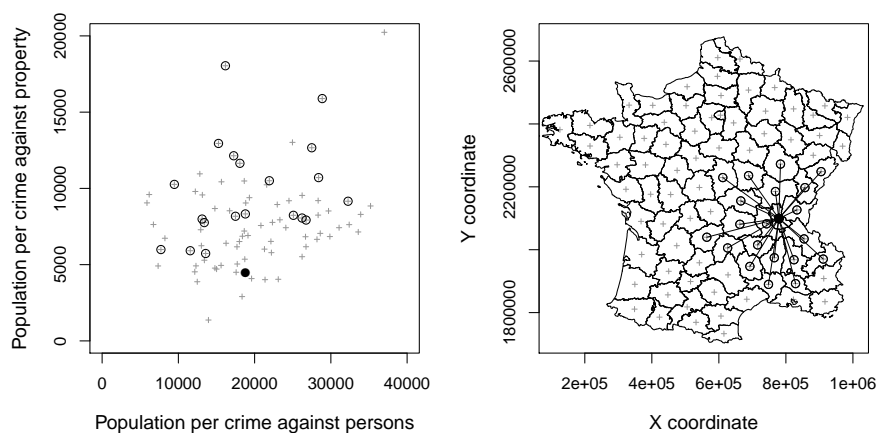 Population per crime against property
0
5000
10000
15000
20000
0
10000
20000
30000
40000
Population per crime against persons
Y coordinate
1800000
2200000
2600000
2e+05
4e+05
6e+05
8e+05
1e+06
X coordinate